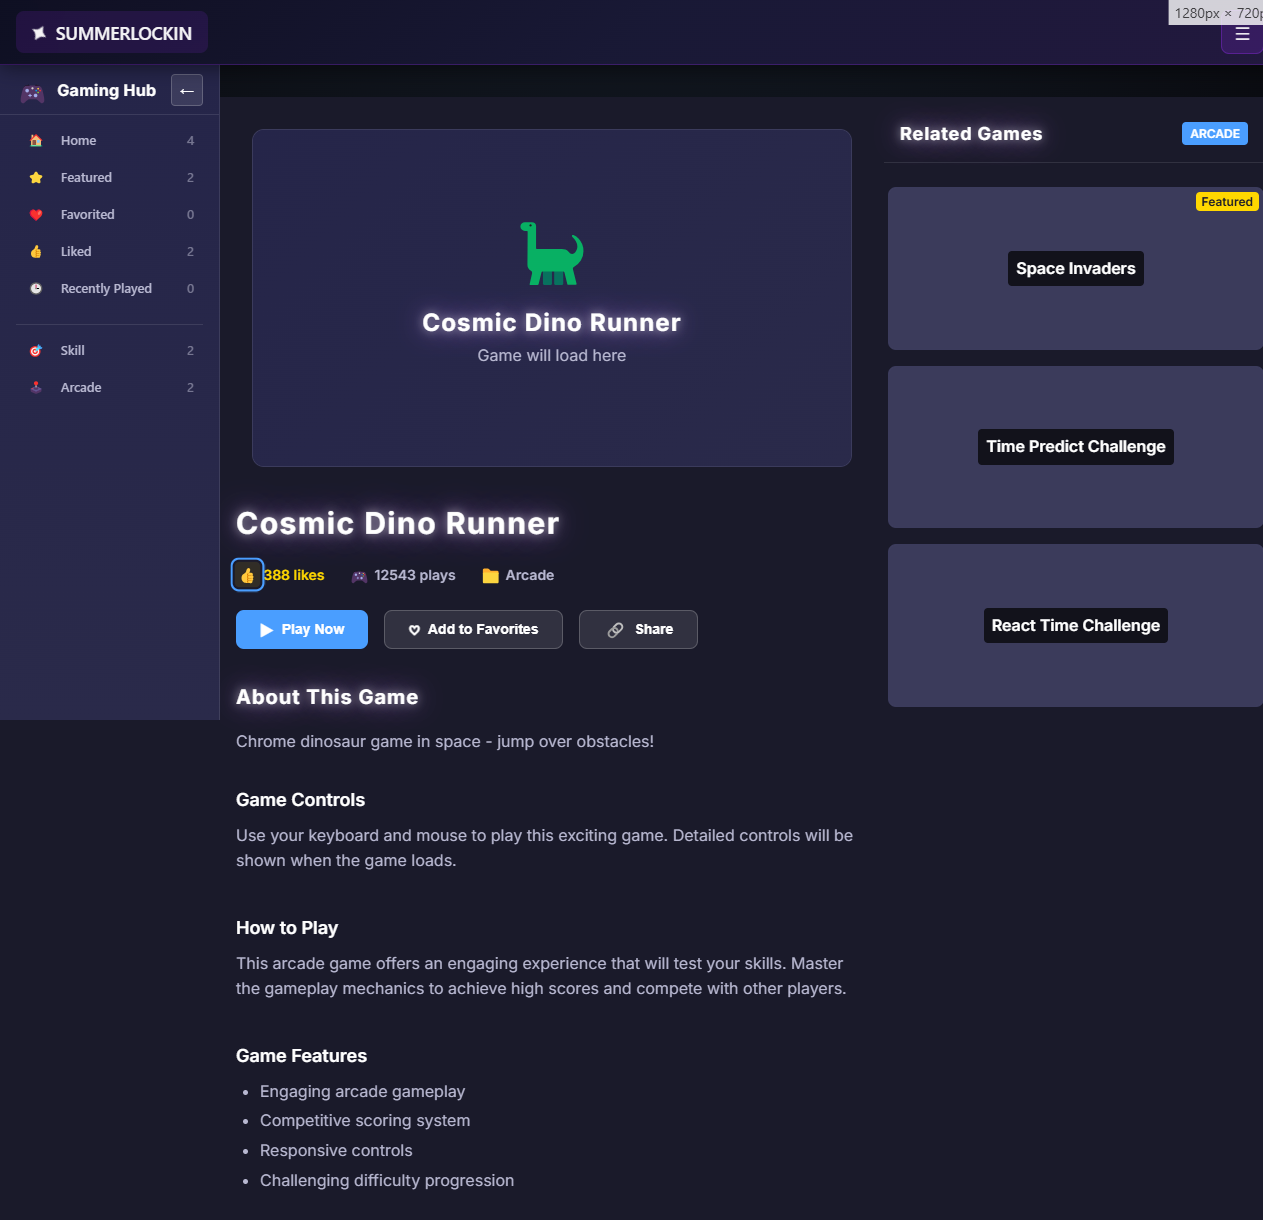 SUMMERLOCKIN
1280px × 720p
Gaming Hub
Home 4
Featured 2
Favorited 0
Liked 2
Recently Played 0
Skill 2
Arcade 2
Cosmic Dino Runner
Game will load here
Cosmic Dino Runner
388 likes
12543 plays
Arcade
Play Now
Add to Favorites
Share
About This Game
Chrome dinosaur game in space - jump over obstacles!
Game Controls
Use your keyboard and mouse to play this exciting game. Detailed controls will be
shown when the game loads.
How to Play
This arcade game offers an engaging experience that will test your skills. Master
the gameplay mechanics to achieve high scores and compete with other players.
Game Features
• Engaging arcade gameplay
• Competitive scoring system
• Responsive controls
• Challenging difficulty progression
Related Games
ARCADE
Featured
Space Invaders
Time Predict Challenge
React Time Challenge